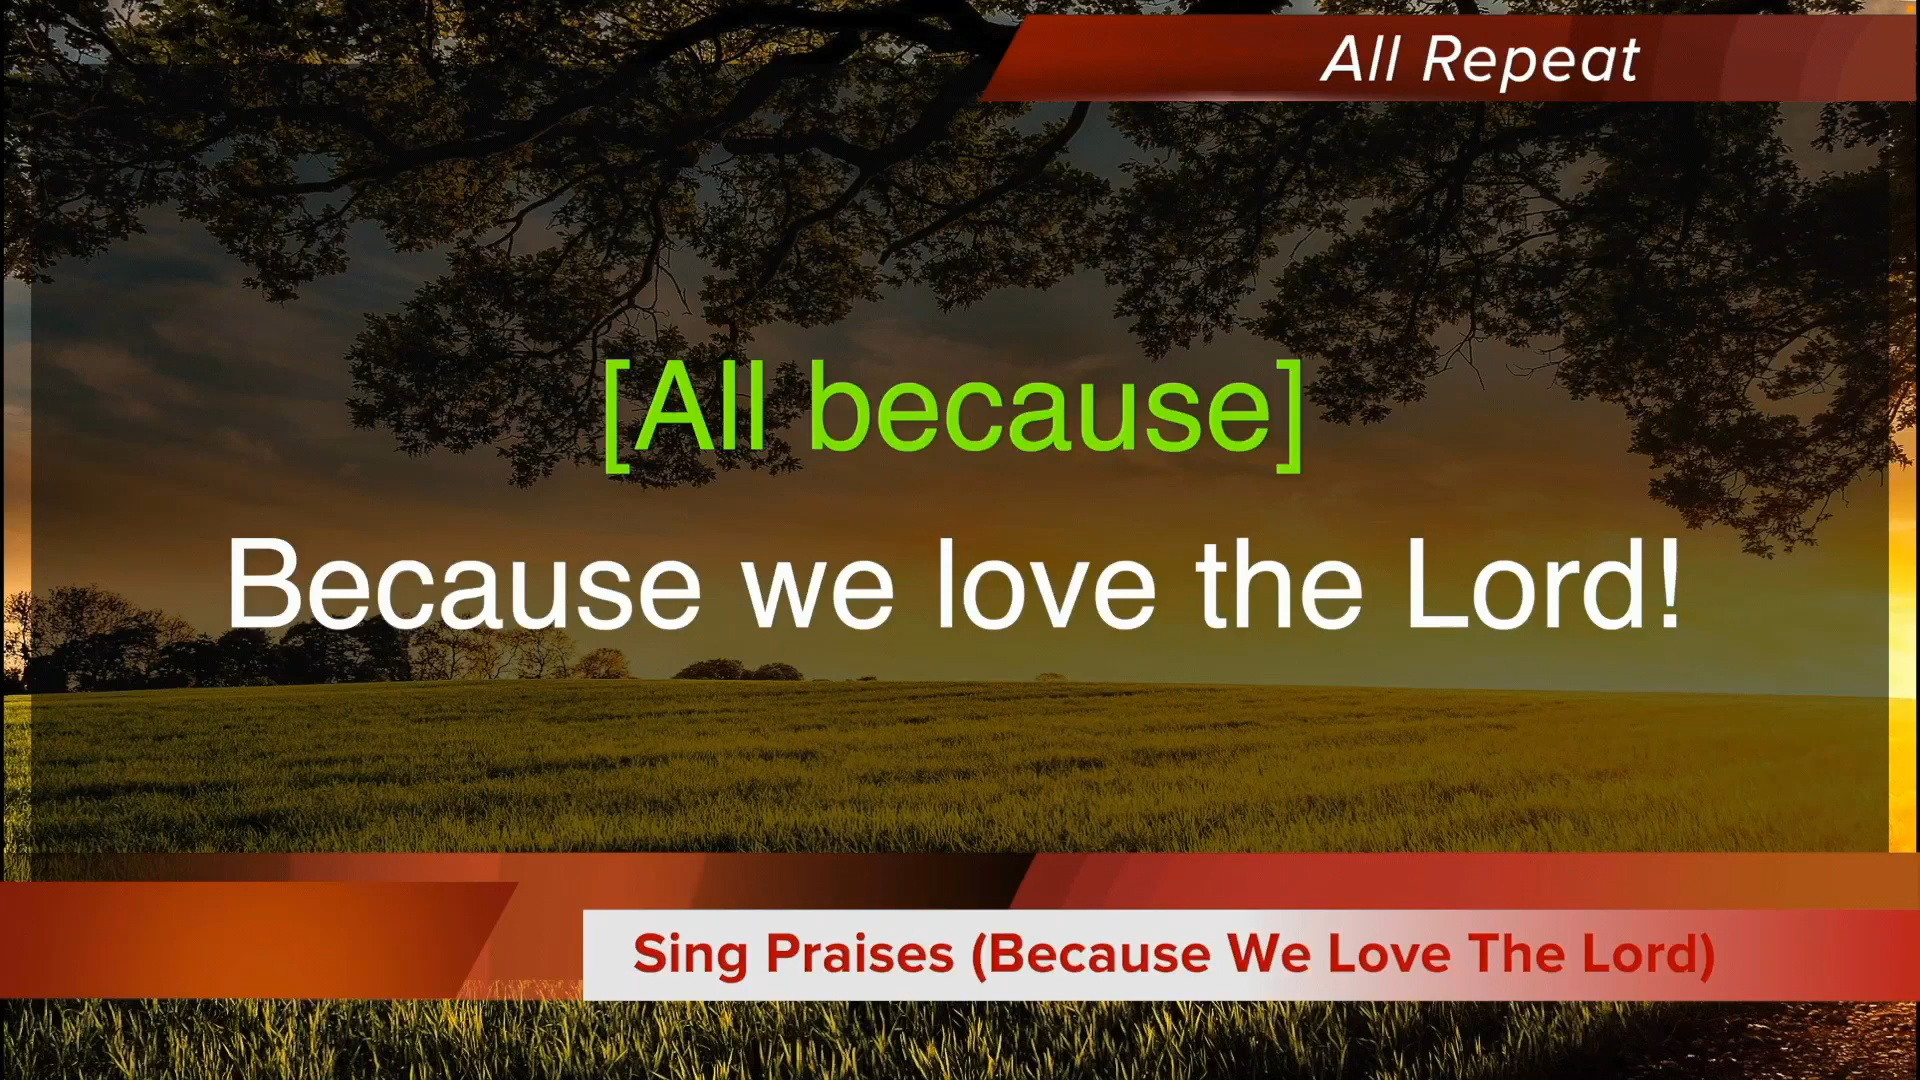 All Repeat
[All because]
Because we love the Lord!
Sing Praises (Because We Love The Lord)